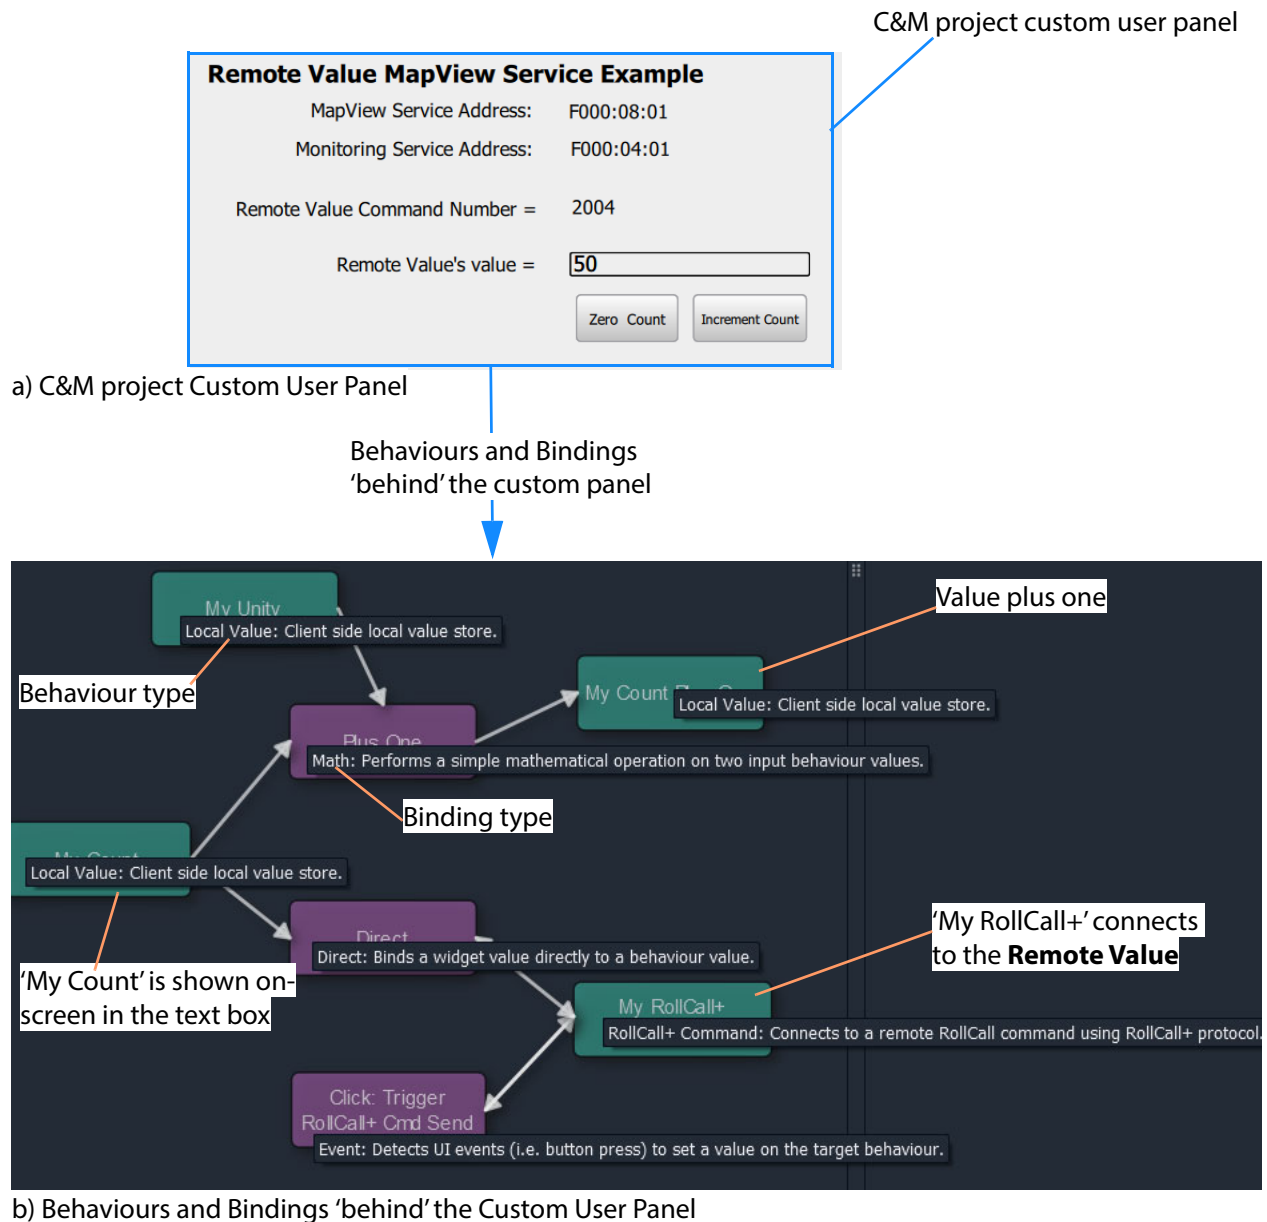 C&M project custom user panel
Remote Value MapView Service Example
MapView Service Address: F000:08:01
Monitoring Service Address: F000:04:01
Remote Value Command Number = 2004
Remote Value's value = 50
Zero Count Increment Count
a) C&M project Custom User Panel
Behaviours and Bindings
‘behind’ the custom panel
My Unity
Local Value: Client side local value store.
Value plus one
Behaviour type
My Count
Local Value: Client side local value store.
Plus One
Math: Performs a simple mathematical operation on two input behaviour values.
Binding type
My Count
Local Value: Client side local value store.
Direct
Direct: Binds a widget value directly to a behaviour value.
‘My RollCall+’ connects
to the Remote Value
‘My Count’ is shown on-
screen in the text box
My RollCall+
RollCall+ Command: Connects to a remote RollCall command using RollCall+ protocol.
Click: Trigger
RollCall+ Cmd Send
Event: Detects UI events (i.e. button press) to set a value on the target behaviour.
b) Behaviours and Bindings ‘behind’ the Custom User Panel